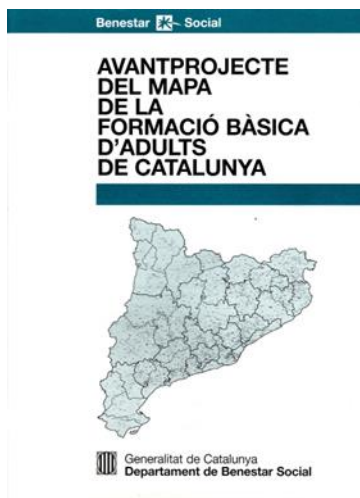 Benestar Social
AVANTPROJECTE
DEL MAPA
DE LA
FORMACIÓ BÀSICA
D'ADULTS
DE CATALUNYA
Generalitat de Catalunya
Departament de Benestar Social